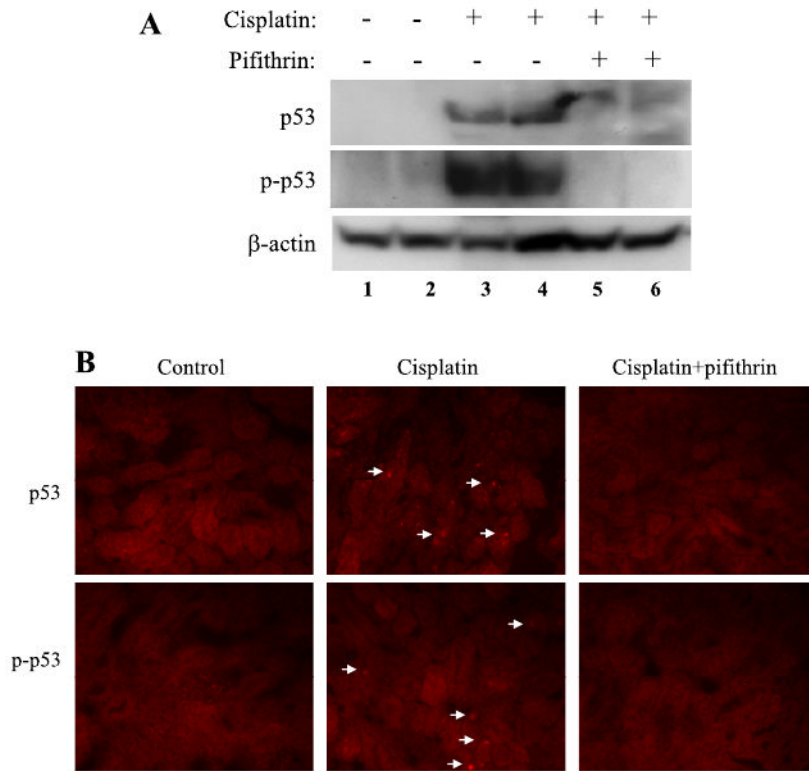 A
Cisplatin: - - + + + +
Pifithrin: - - - - + +
p53
p-p53
β-actin
1 2 3 4 5 6
B
Control Cisplatin Cisplatin+pifithrin
p53
p-p53